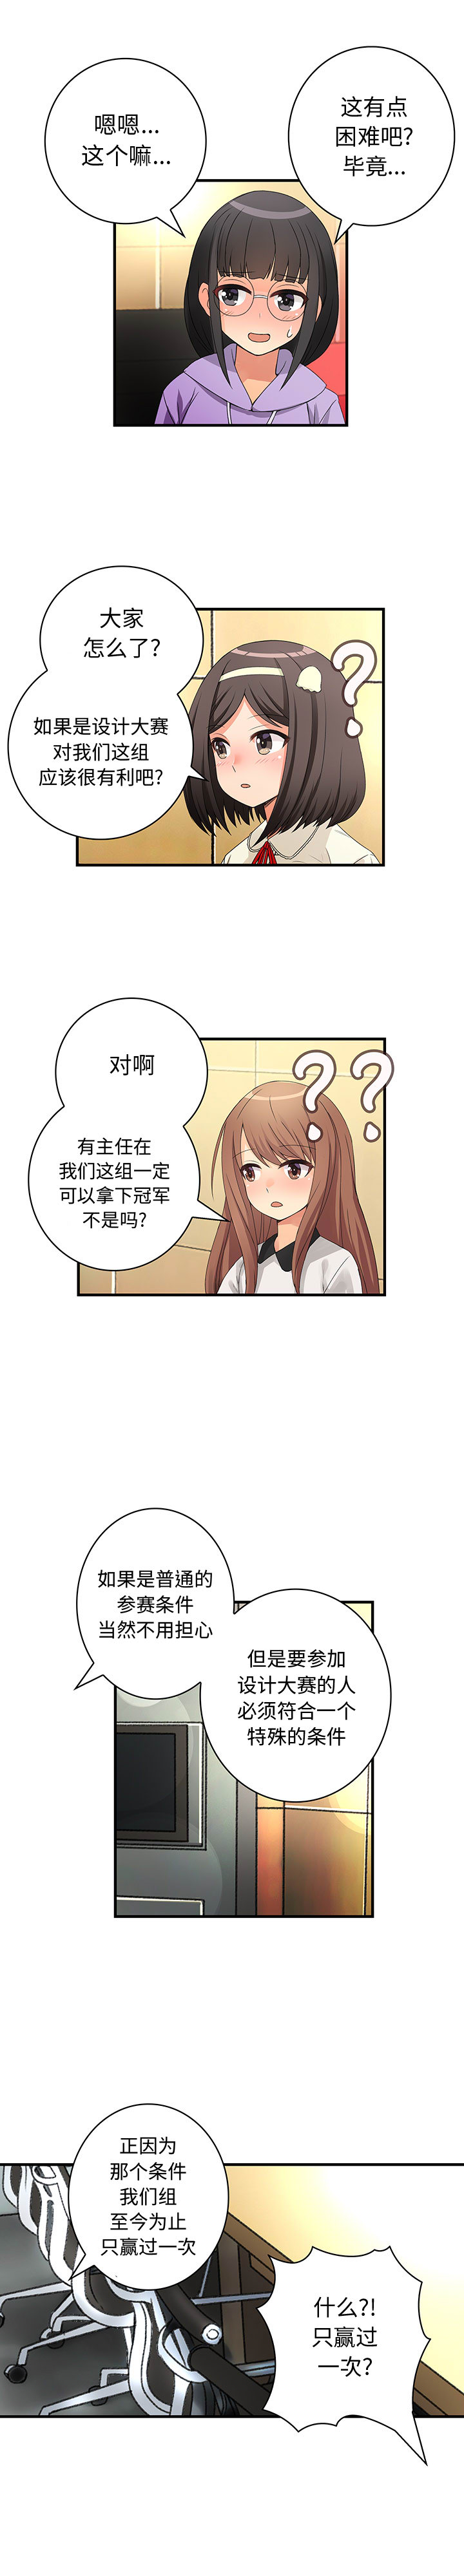 嗯嗯...
这个嘛...
这有点
困难吧?
毕竟...
大家
怎么了?
如果是设计大赛
对我们这组
应该很有利吧?
?
对啊
有主任在
我们这组一定
可以拿下冠军
不是吗?
??
如果是普通的
参赛条件
当然不用担心
但是要参加
设计大赛的人
必须符合一个
特殊的条件
正因为
那个条件
我们组
至今为止
只赢过一次
什么?!
只赢过
一次?